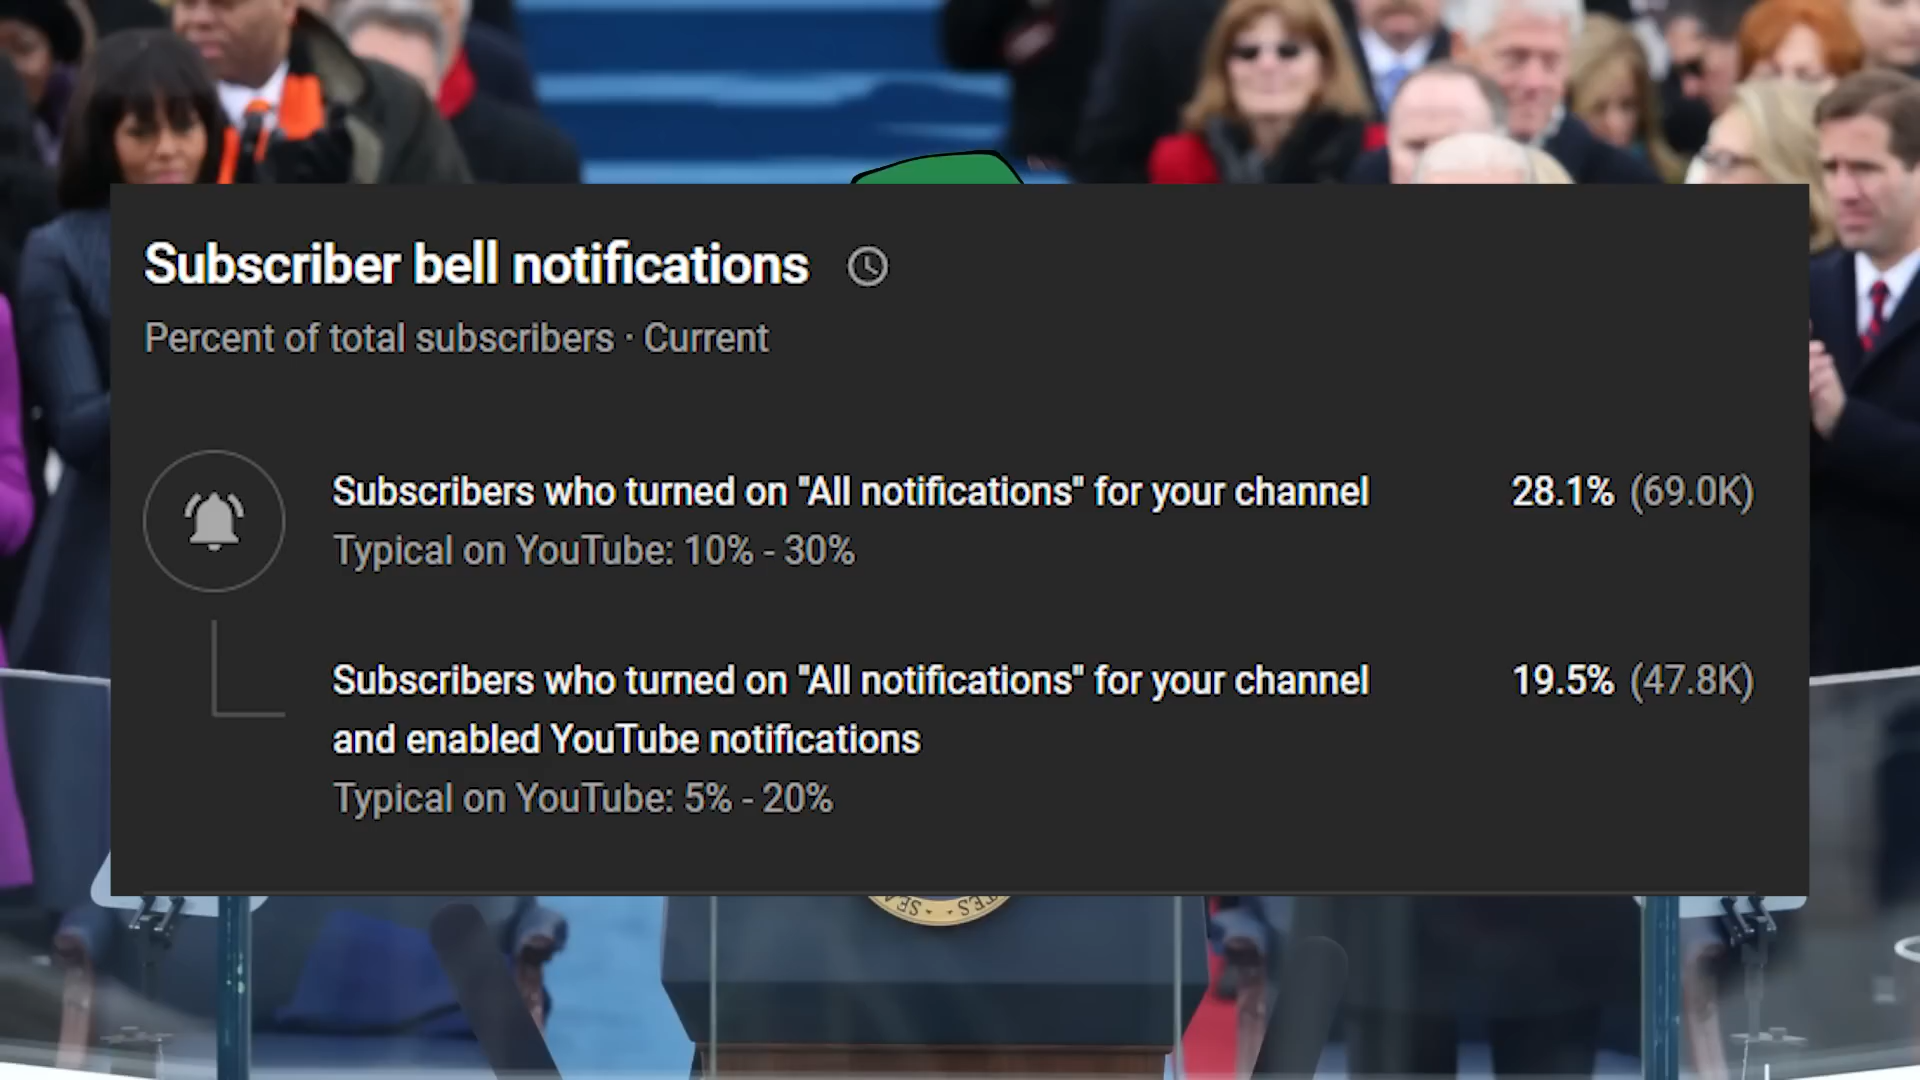 Subscriber bell notifications
Percent of total subscribers · Current
Subscribers who turned on "All notifications" for your channel 28.1% (69.0K)
Typical on YouTube: 10% - 30%
Subscribers who turned on "All notifications" for your channel 19.5% (47.8K)
and enabled YouTube notifications
Typical on YouTube: 5% - 20%